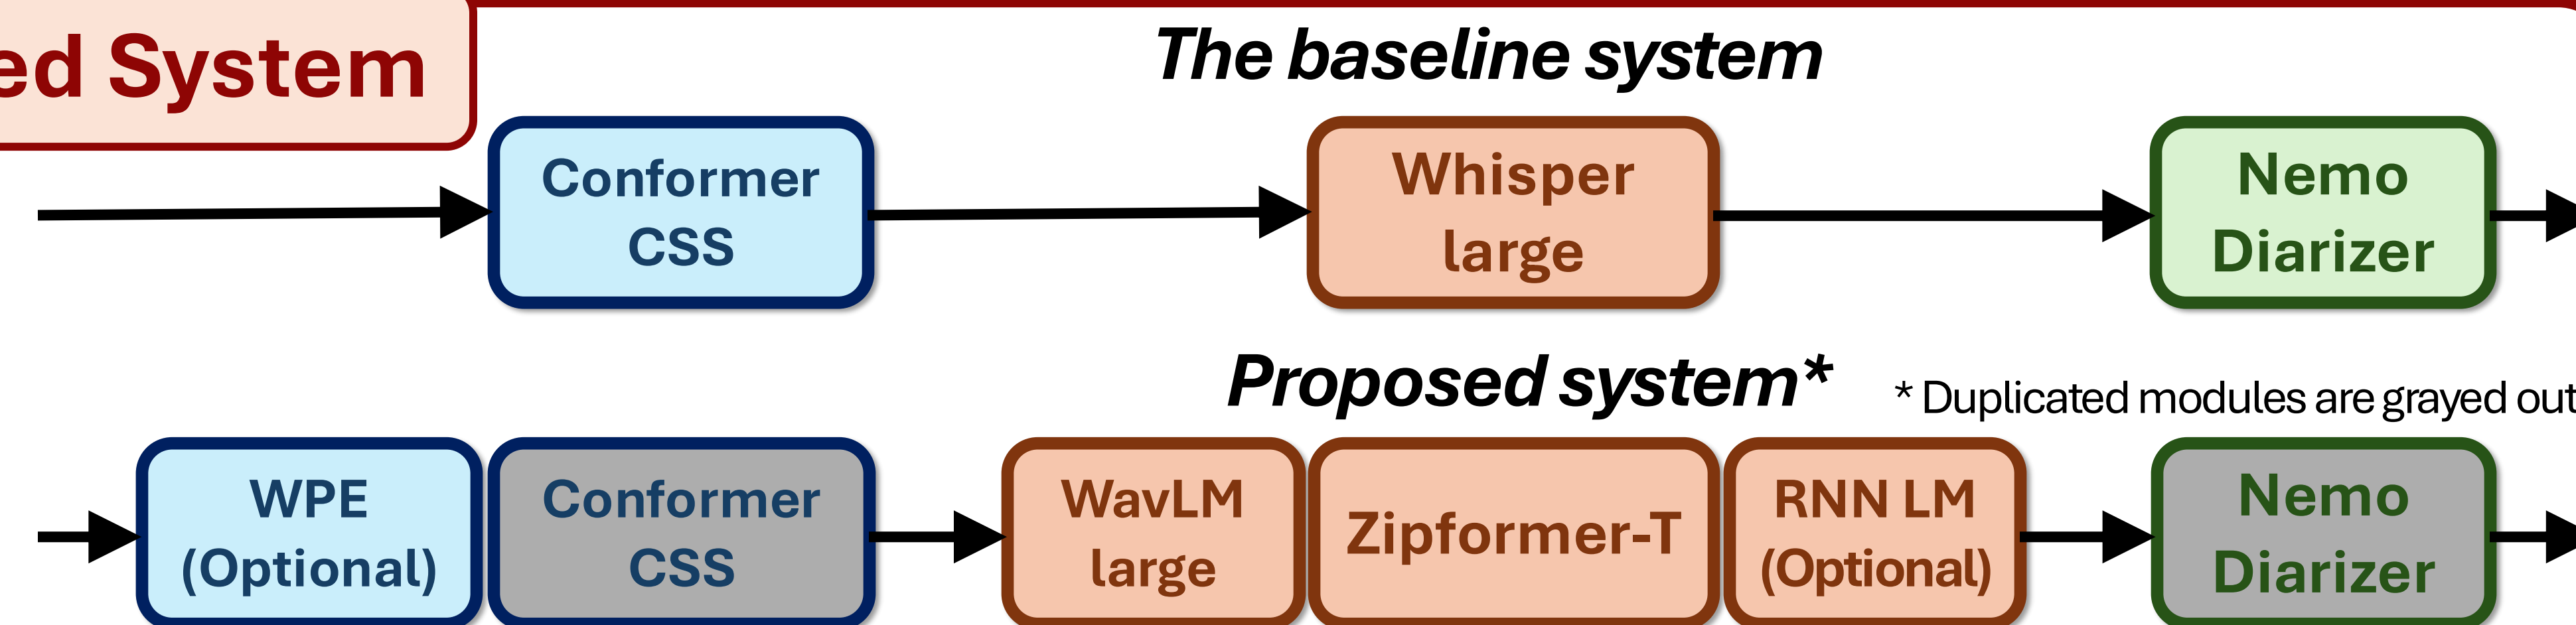 ed System
The baseline system
Conformer
CSS
Whisper
large
Nemo
Diarizer
Proposed system*
* Duplicated modules are grayed out
WPE
(Optional)
Conformer
CSS
WavLM
large
Zipformer-T
RNN LM
(Optional)
Nemo
Diarizer